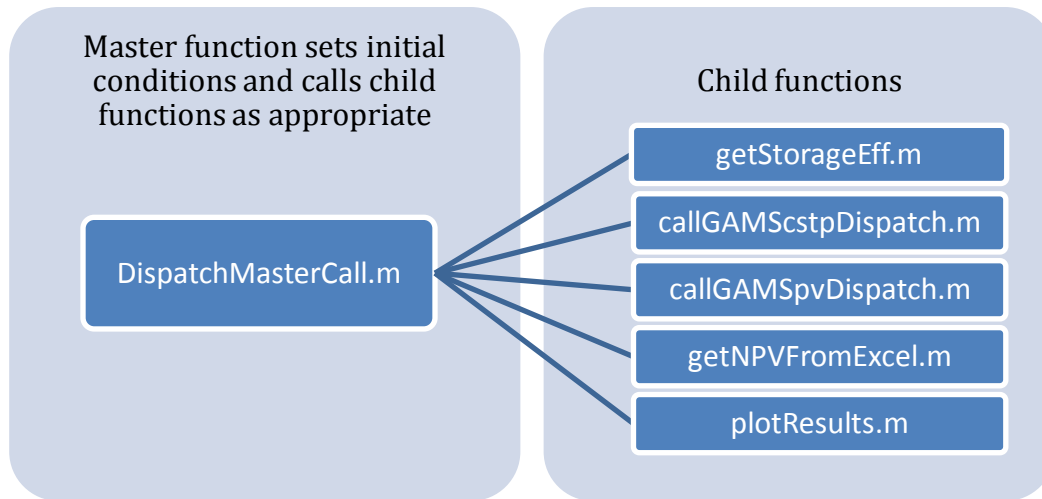 Master function sets initial
conditions and calls child
functions as appropriate
DispatchMasterCall.m
Child functions
getStorageEff.m
callGAMScstpDispatch.m
callGAMSpvDispatch.m
getNPVFromExcel.m
plotResults.m